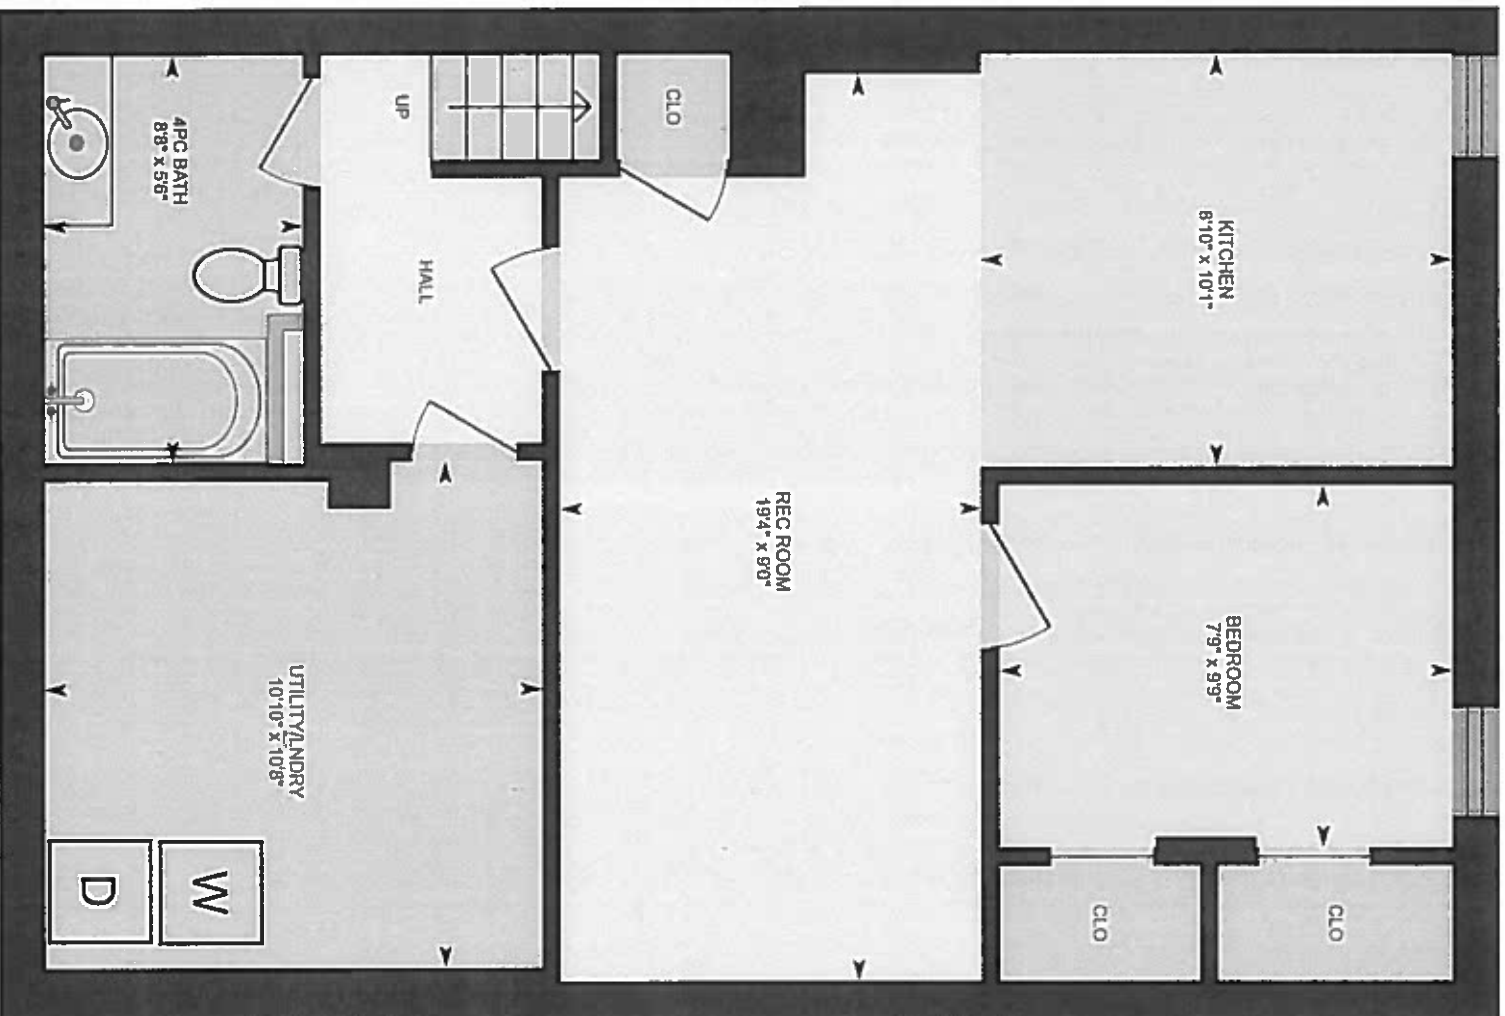 4PC BATH
8'8" x 5'6"
UP
CLO
HALL
KITCHEN
8'10" x 10'1"
REC ROOM
19'4" x 9'0"
BEDROOM
7'9" x 9'9"
UTILITY/LNDRY
10'10" x 10'8"
D
W
CLO
CLO